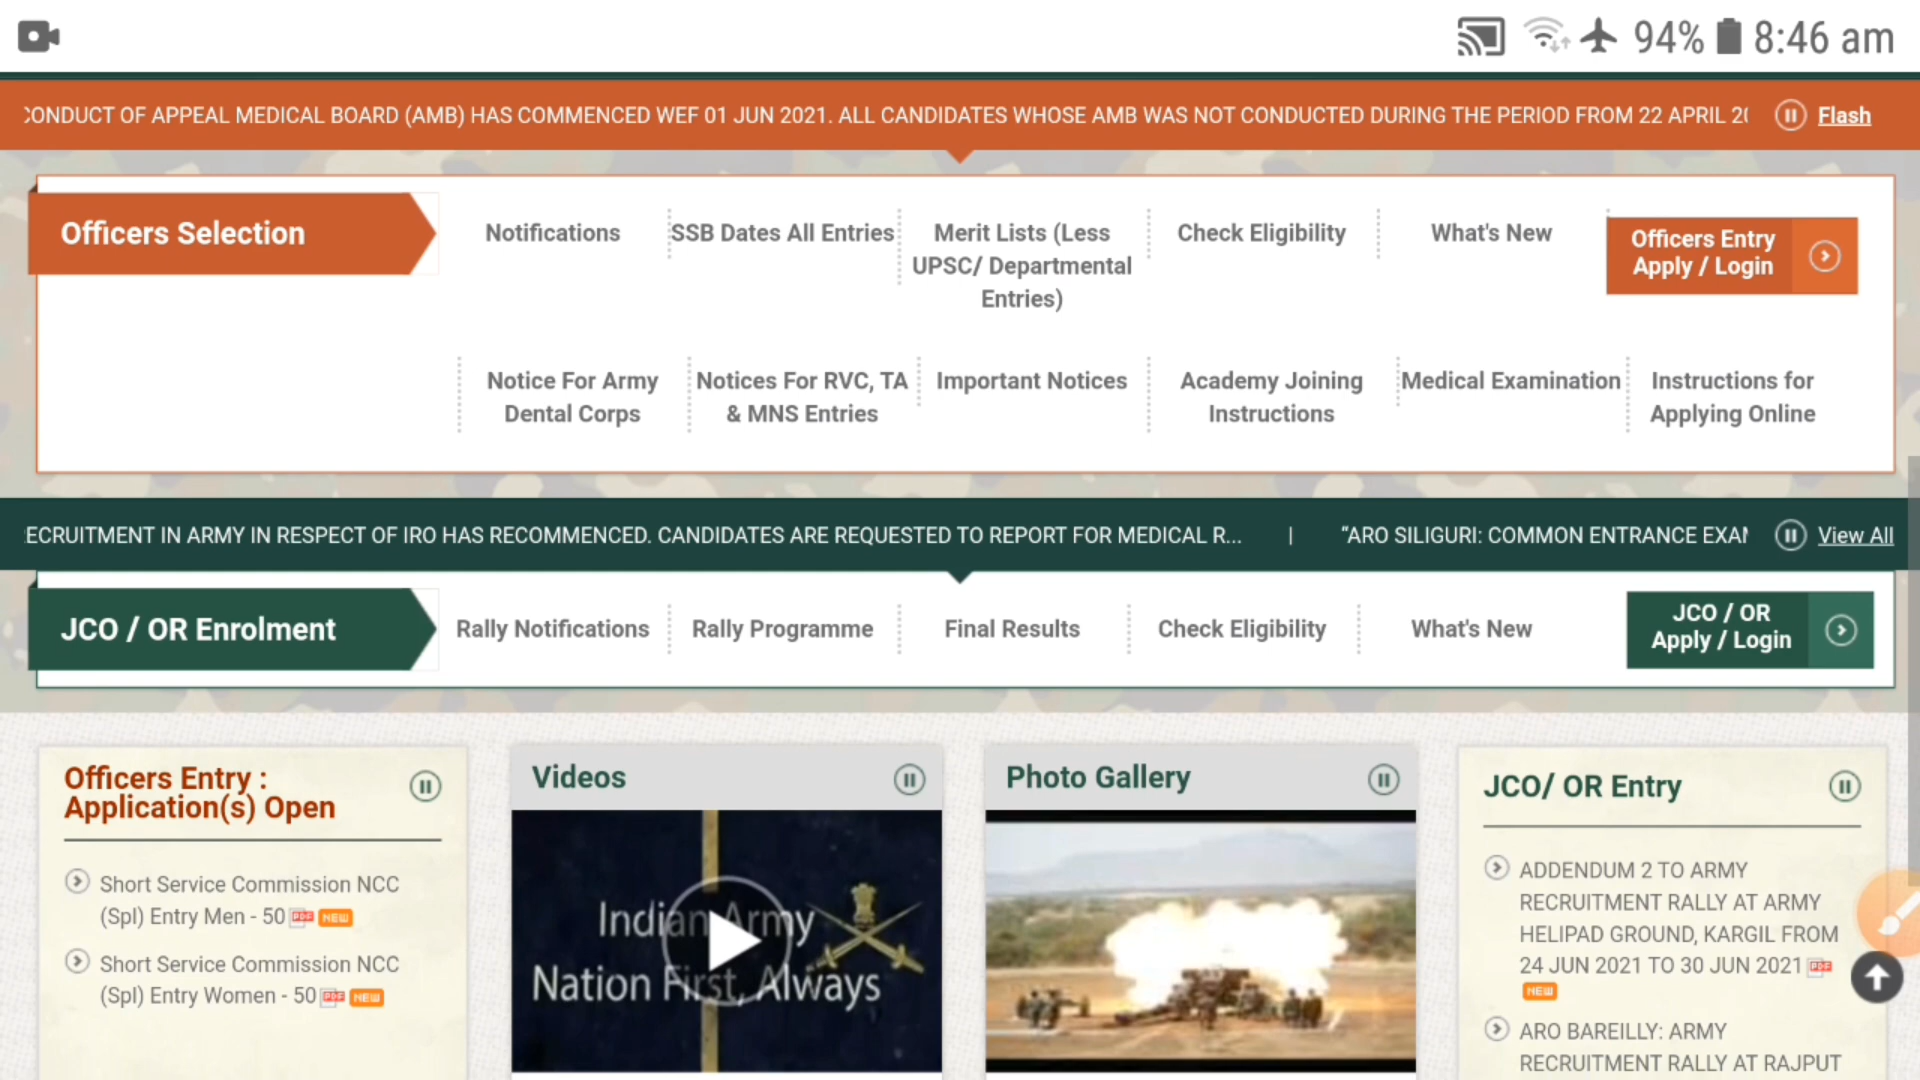 94% 8:46 am
CONDUCT OF APPEAL MEDICAL BOARD (AMB) HAS COMMENCED WEF 01 JUN 2021. ALL CANDIDATES WHOSE AMB WAS NOT CONDUCTED DURING THE PERIOD FROM 22 APRIL 20 Flash
Officers Selection
Notifications
SSB Dates All Entries
Merit Lists (Less
UPSC/ Departmental
Entries)
Check Eligibility
What's New
Officers Entry
Apply / Login
Notice For Army
Dental Corps
Notices For RVC, TA
& MNS Entries
Important Notices
Academy Joining
Instructions
Medical Examination
Instructions for
Applying Online
ECRUITMENT IN ARMY IN RESPECT OF IRO HAS RECOMMENCED. CANDIDATES ARE REQUESTED TO REPORT FOR MEDICAL R... | “ARO SILIGURI: COMMON ENTRANCE EXAM View All
JCO / OR Enrolment
Rally Notifications
Rally Programme
Final Results
Check Eligibility
What's New
JCO / OR
Apply / Login
Officers Entry :
Application(s) Open
Short Service Commission NCC
(Spl) Entry Men - 50 PDF NEW
Short Service Commission NCC
(Spl) Entry Women - 50 PDF NEW
Videos
Indian Army
Nation First, Always
Photo Gallery
JCO/ OR Entry
ADDENDUM 2 TO ARMY
RECRUITMENT RALLY AT ARMY
HELIPAD GROUND, KARGIL FROM
24 JUN 2021 TO 30 JUN 2021 PDF
NEW
ARO BAREILLY: ARMY
RECRUITMENT RALLY AT RAJPUT